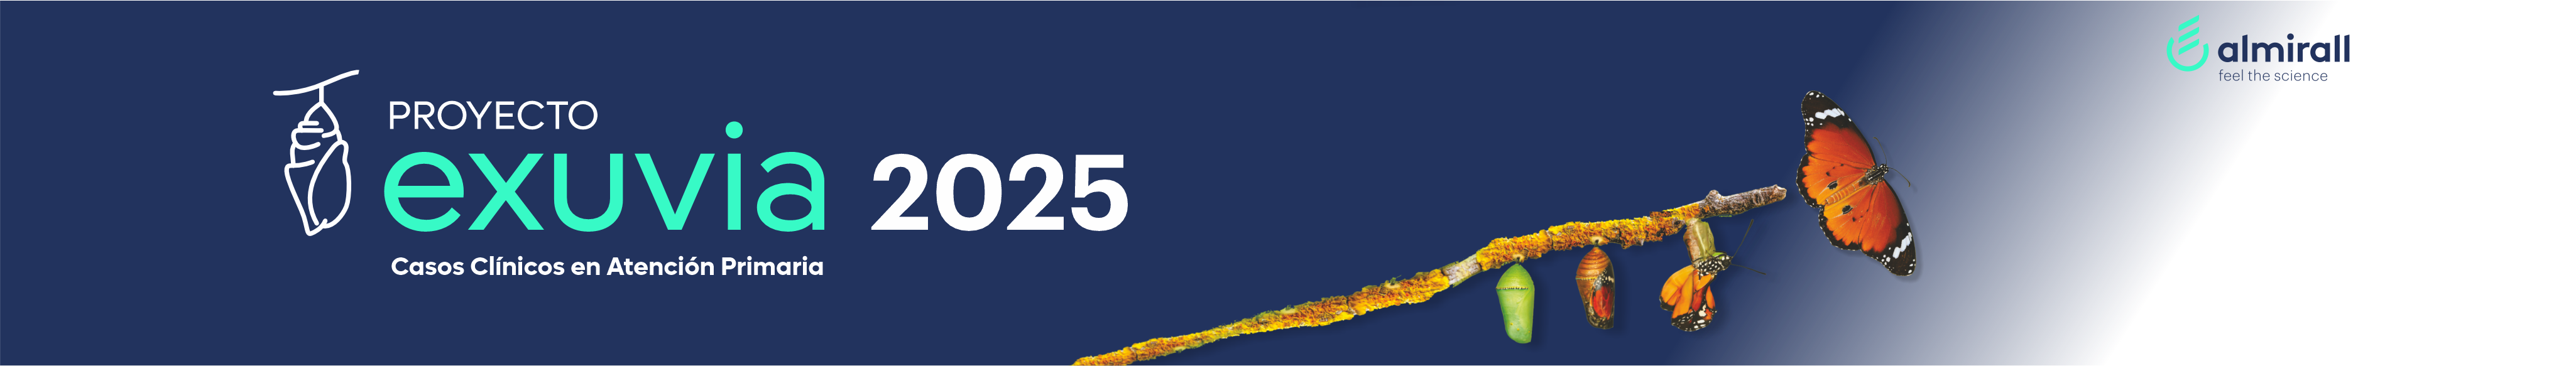 PROYECTO
exuvia 2025
Casos Clínicos en Atención Primaria
almirall
feel the science